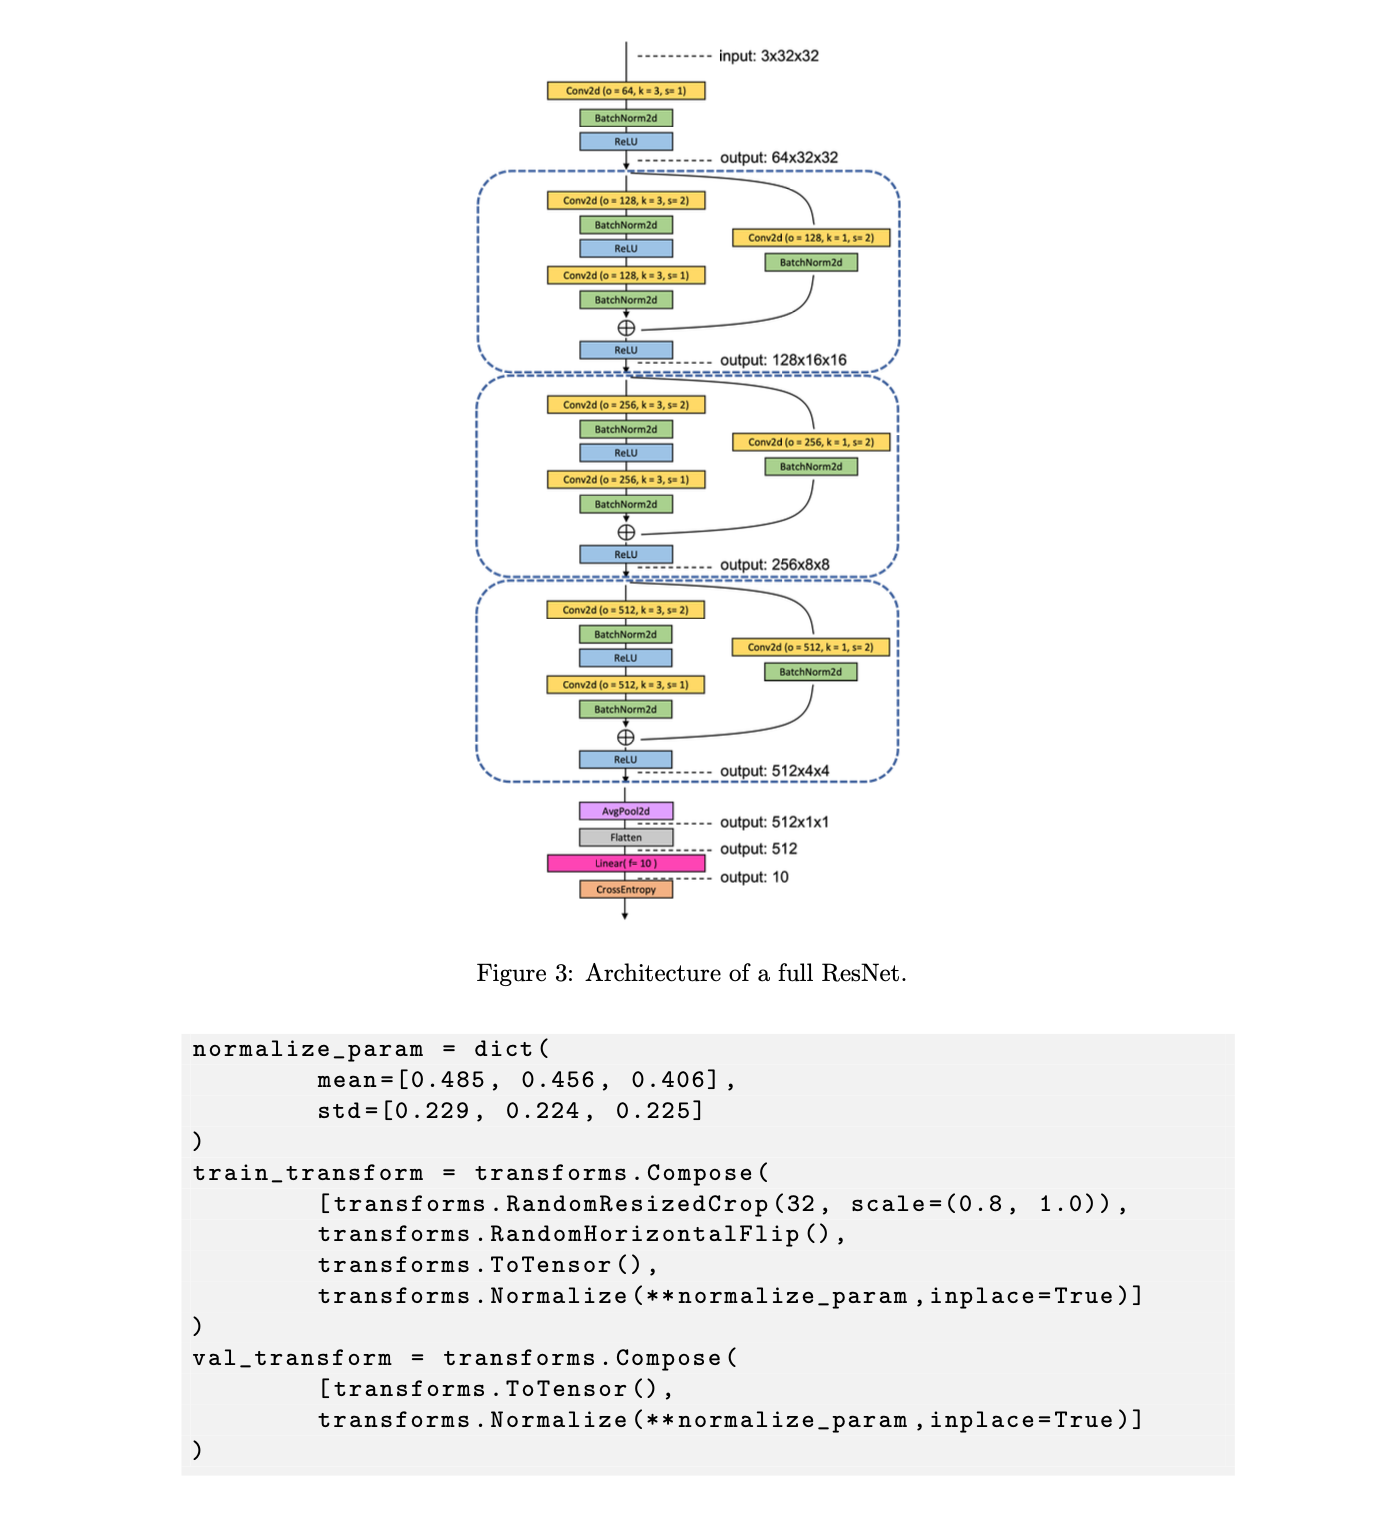 input: 3x32x32
Conv2d (o = 64, k = 3, s= 1)
BatchNorm2d
ReLU
output: 64x32x32
Conv2d (o = 128, k = 3, s= 2)
BatchNorm2d
ReLU
Conv2d (o = 128, k = 3, s= 1)
BatchNorm2d
Conv2d (o = 128, k = 1, s= 2)
BatchNorm2d
ReLU
output: 128x16x16
Conv2d (o = 256, k = 3, s= 2)
BatchNorm2d
ReLU
Conv2d (o = 256, k = 3, s= 1)
BatchNorm2d
Conv2d (o = 256, k = 1, s= 2)
BatchNorm2d
ReLU
output: 256x8x8
Conv2d (o = 512, k = 3, s= 2)
BatchNorm2d
ReLU
Conv2d (o = 512, k = 3, s= 1)
BatchNorm2d
Conv2d (o = 512, k = 1, s= 2)
BatchNorm2d
ReLU
output: 512x4x4
AvgPool2d
output: 512x1x1
Flatten
output: 512
Linear( f= 10 )
output: 10
CrossEntropy
Figure 3: Architecture of a full ResNet.
normalize_param = dict(
        mean=[0.485, 0.456, 0.406],
        std=[0.229, 0.224, 0.225]
)
train_transform = transforms.Compose(
        [transforms.RandomResizedCrop(32, scale=(0.8, 1.0)),
        transforms.RandomHorizontalFlip(),
        transforms.ToTensor(),
        transforms.Normalize(**normalize_param,inplace=True)]
)
val_transform = transforms.Compose(
        [transforms.ToTensor(),
        transforms.Normalize(**normalize_param,inplace=True)]
)